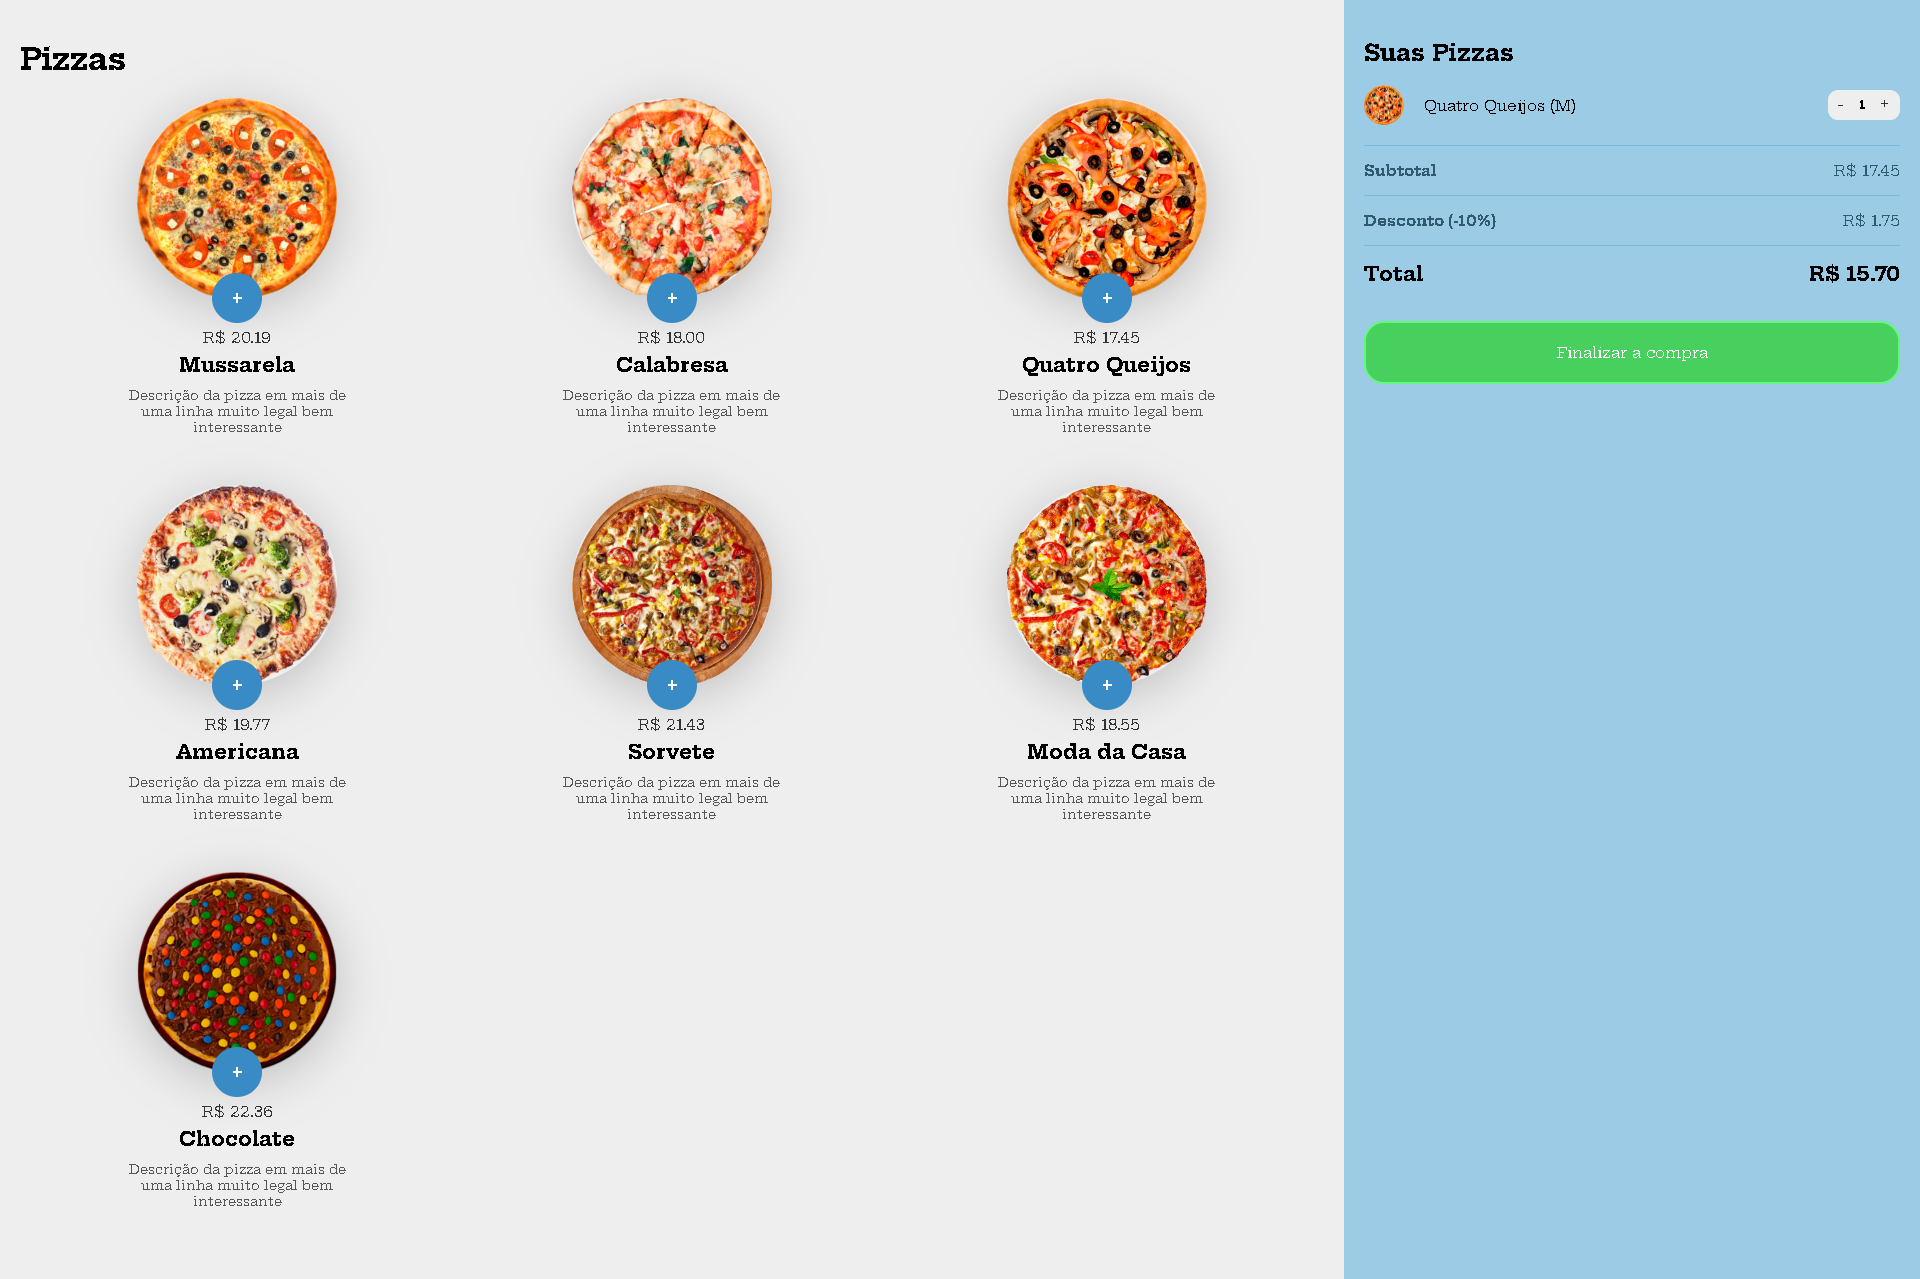 Pizzas
+
R$ 20.19
Mussarela
Descrição da pizza em mais de
uma linha muito legal bem
interessante
+
R$ 18.00
Calabresa
Descrição da pizza em mais de
uma linha muito legal bem
interessante
+
R$ 17.45
Quatro Queijos
Descrição da pizza em mais de
uma linha muito legal bem
interessante
+
R$ 19.77
Americana
Descrição da pizza em mais de
uma linha muito legal bem
interessante
+
R$ 21.43
Sorvete
Descrição da pizza em mais de
uma linha muito legal bem
interessante
+
R$ 18.55
Moda da Casa
Descrição da pizza em mais de
uma linha muito legal bem
interessante
+
R$ 22.36
Chocolate
Descrição da pizza em mais de
uma linha muito legal bem
interessante
Suas Pizzas
Quatro Queijos (M) - 1 +
Subtotal R$ 17.45
Desconto (-10%) R$ 1.75
Total R$ 15.70
Finalizar a compra